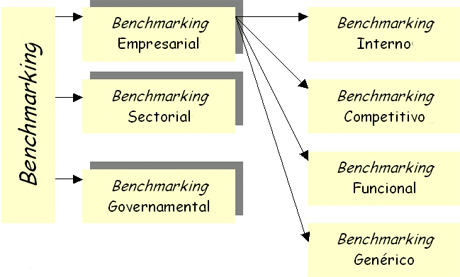 Benchmarking
Benchmarking
Empresarial
Benchmarking
Sectorial
Benchmarking
Governamental
Benchmarking
Interno
Benchmarking
Competitivo
Benchmarking
Funcional
Benchmarking
Genérico